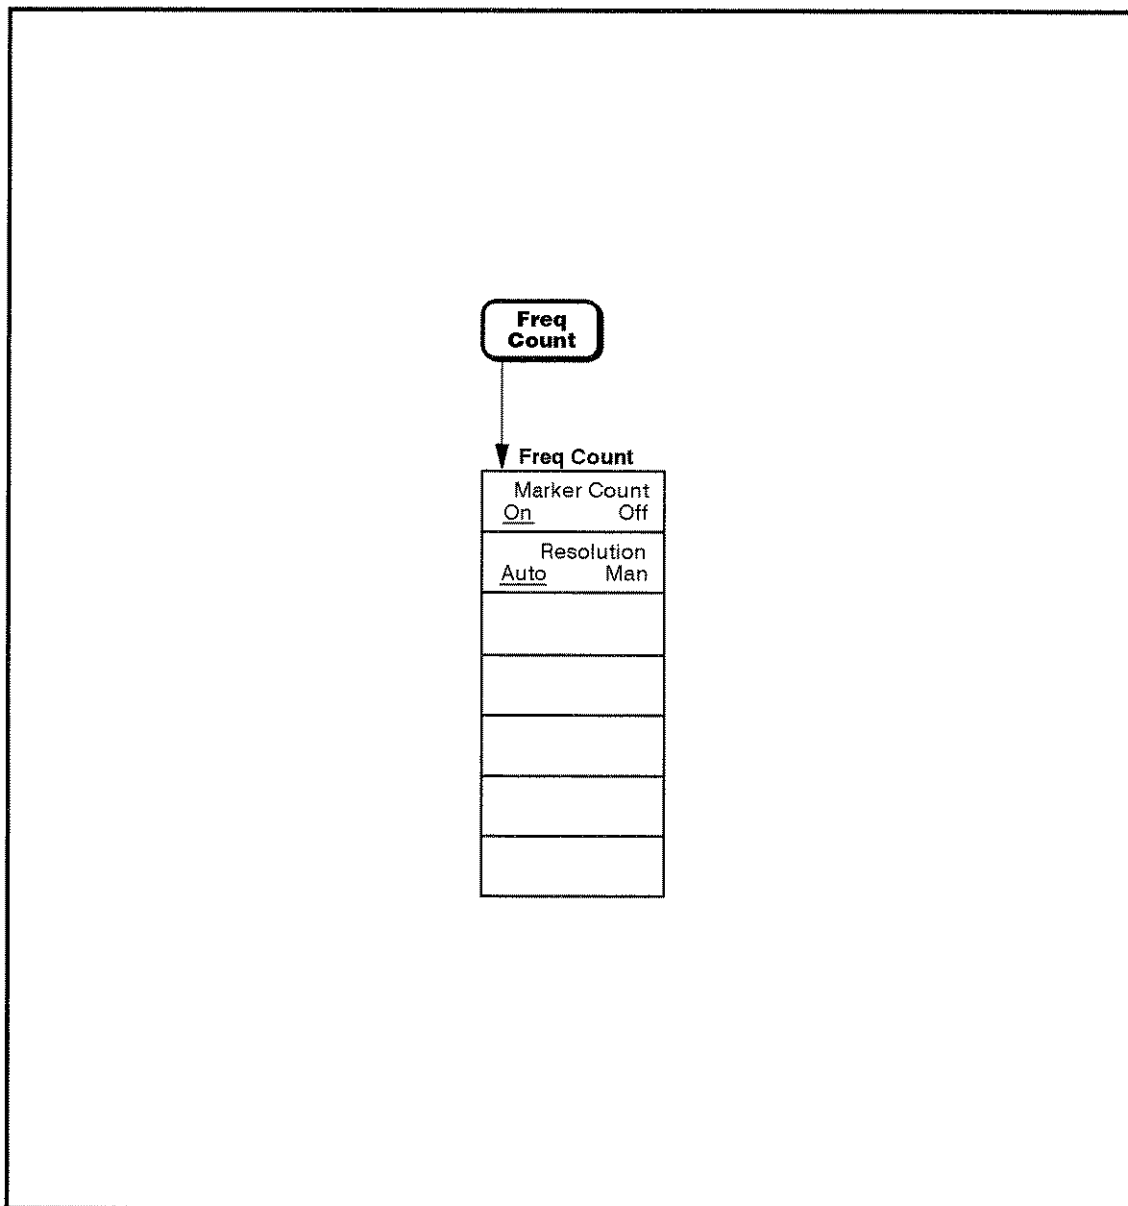 Freq
Count
Freq Count
Marker Count
On Off
Resolution
Auto Man